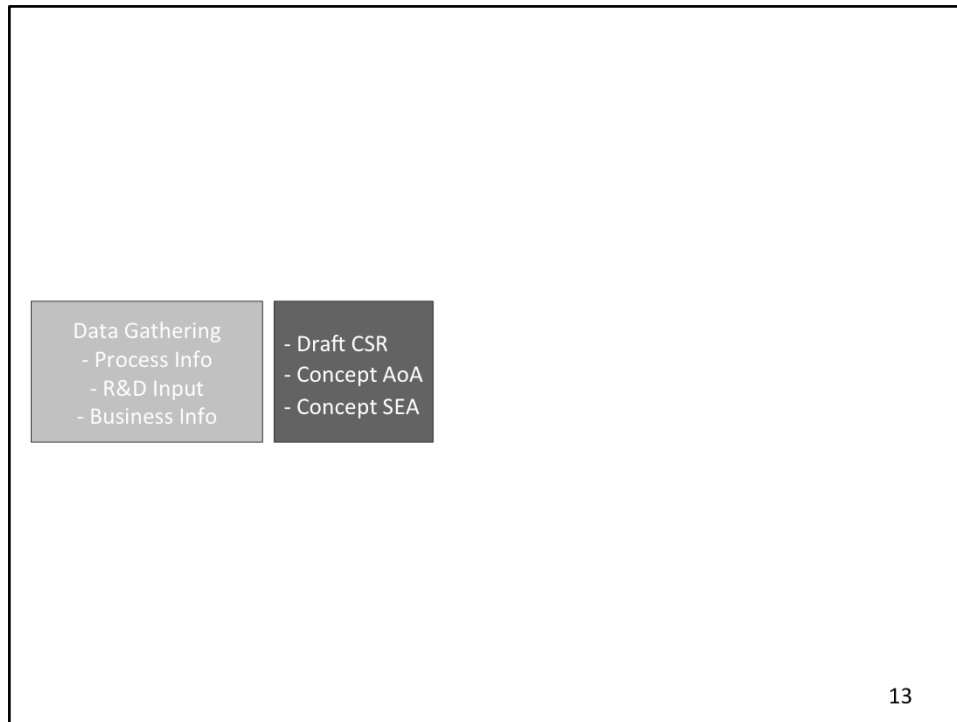 Data Gathering
- Process Info
- R&D Input
- Business Info
- Draft CSR
- Concept AoA
- Concept SEA
13